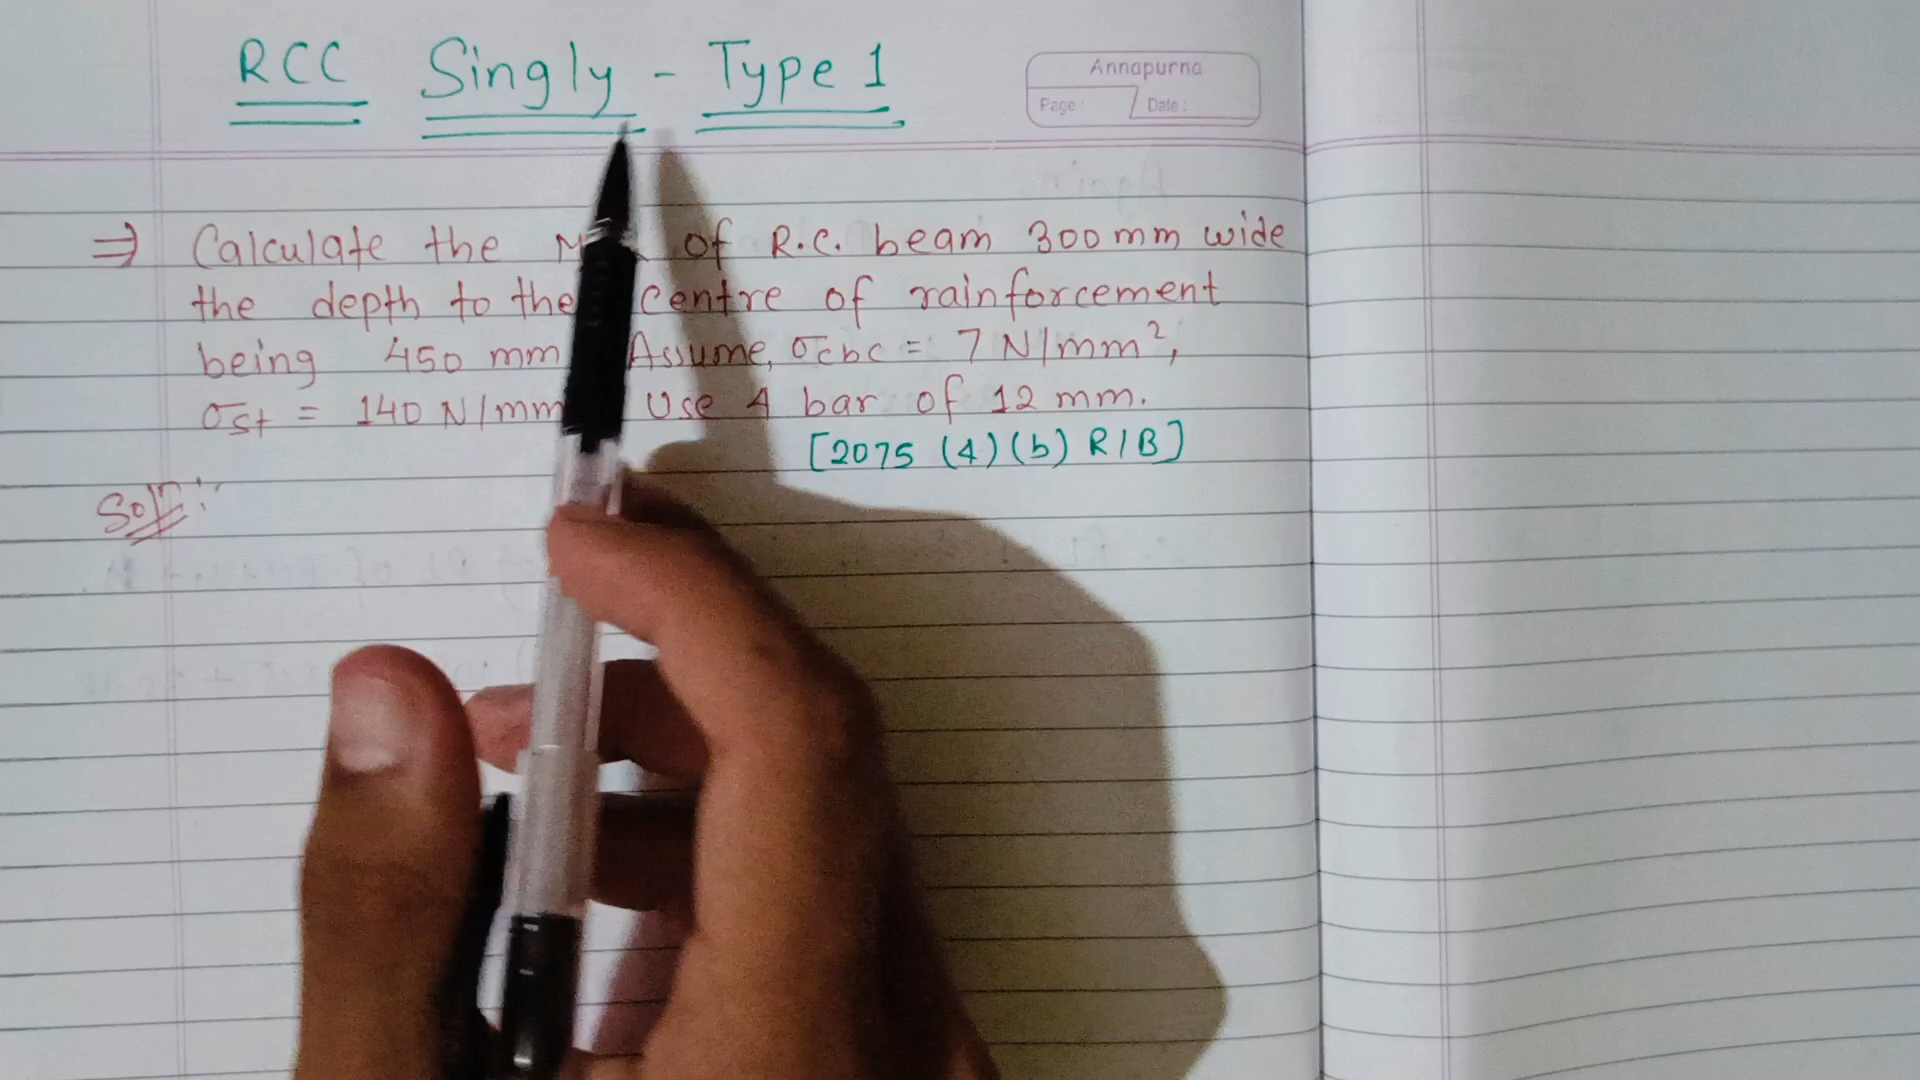 RCC Singly - Type 1
Annapurna
Page : Date :
⇒ Calculate the of R.C. beam 300 mm wide
the depth to the centre of rainforcement
being 450 mm Assume, σcbc = 7 N/mm²,
σst = 140 N/mm Use 4 bar of 12 mm.
[2075 (4)(b) R/B]
Solⁿ: